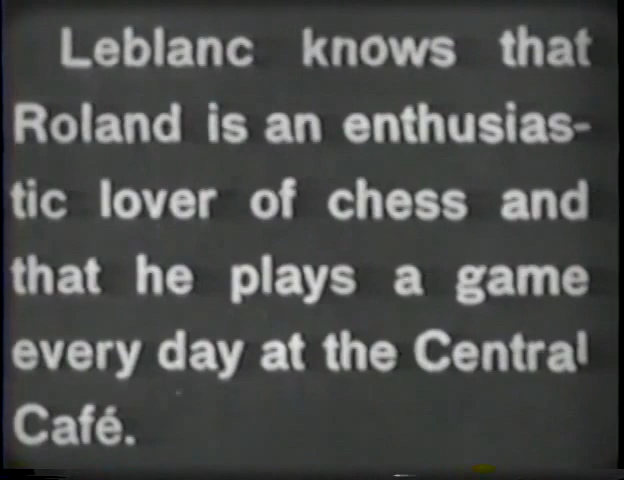 Leblanc knows that
Roland is an enthusias-
tic lover of chess and
that he plays a game
every day at the Central
Café.